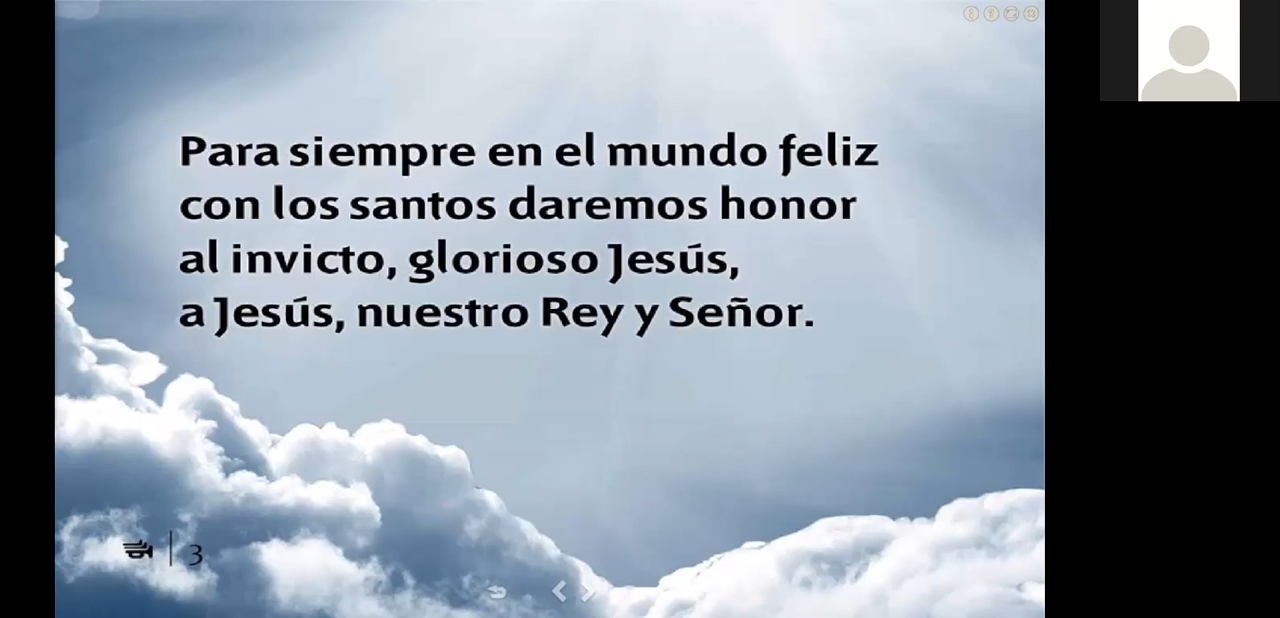 Para siempre en el mundo feliz
con los santos daremos honor
al invicto, glorioso Jesús,
a Jesús, nuestro Rey y Señor.
3